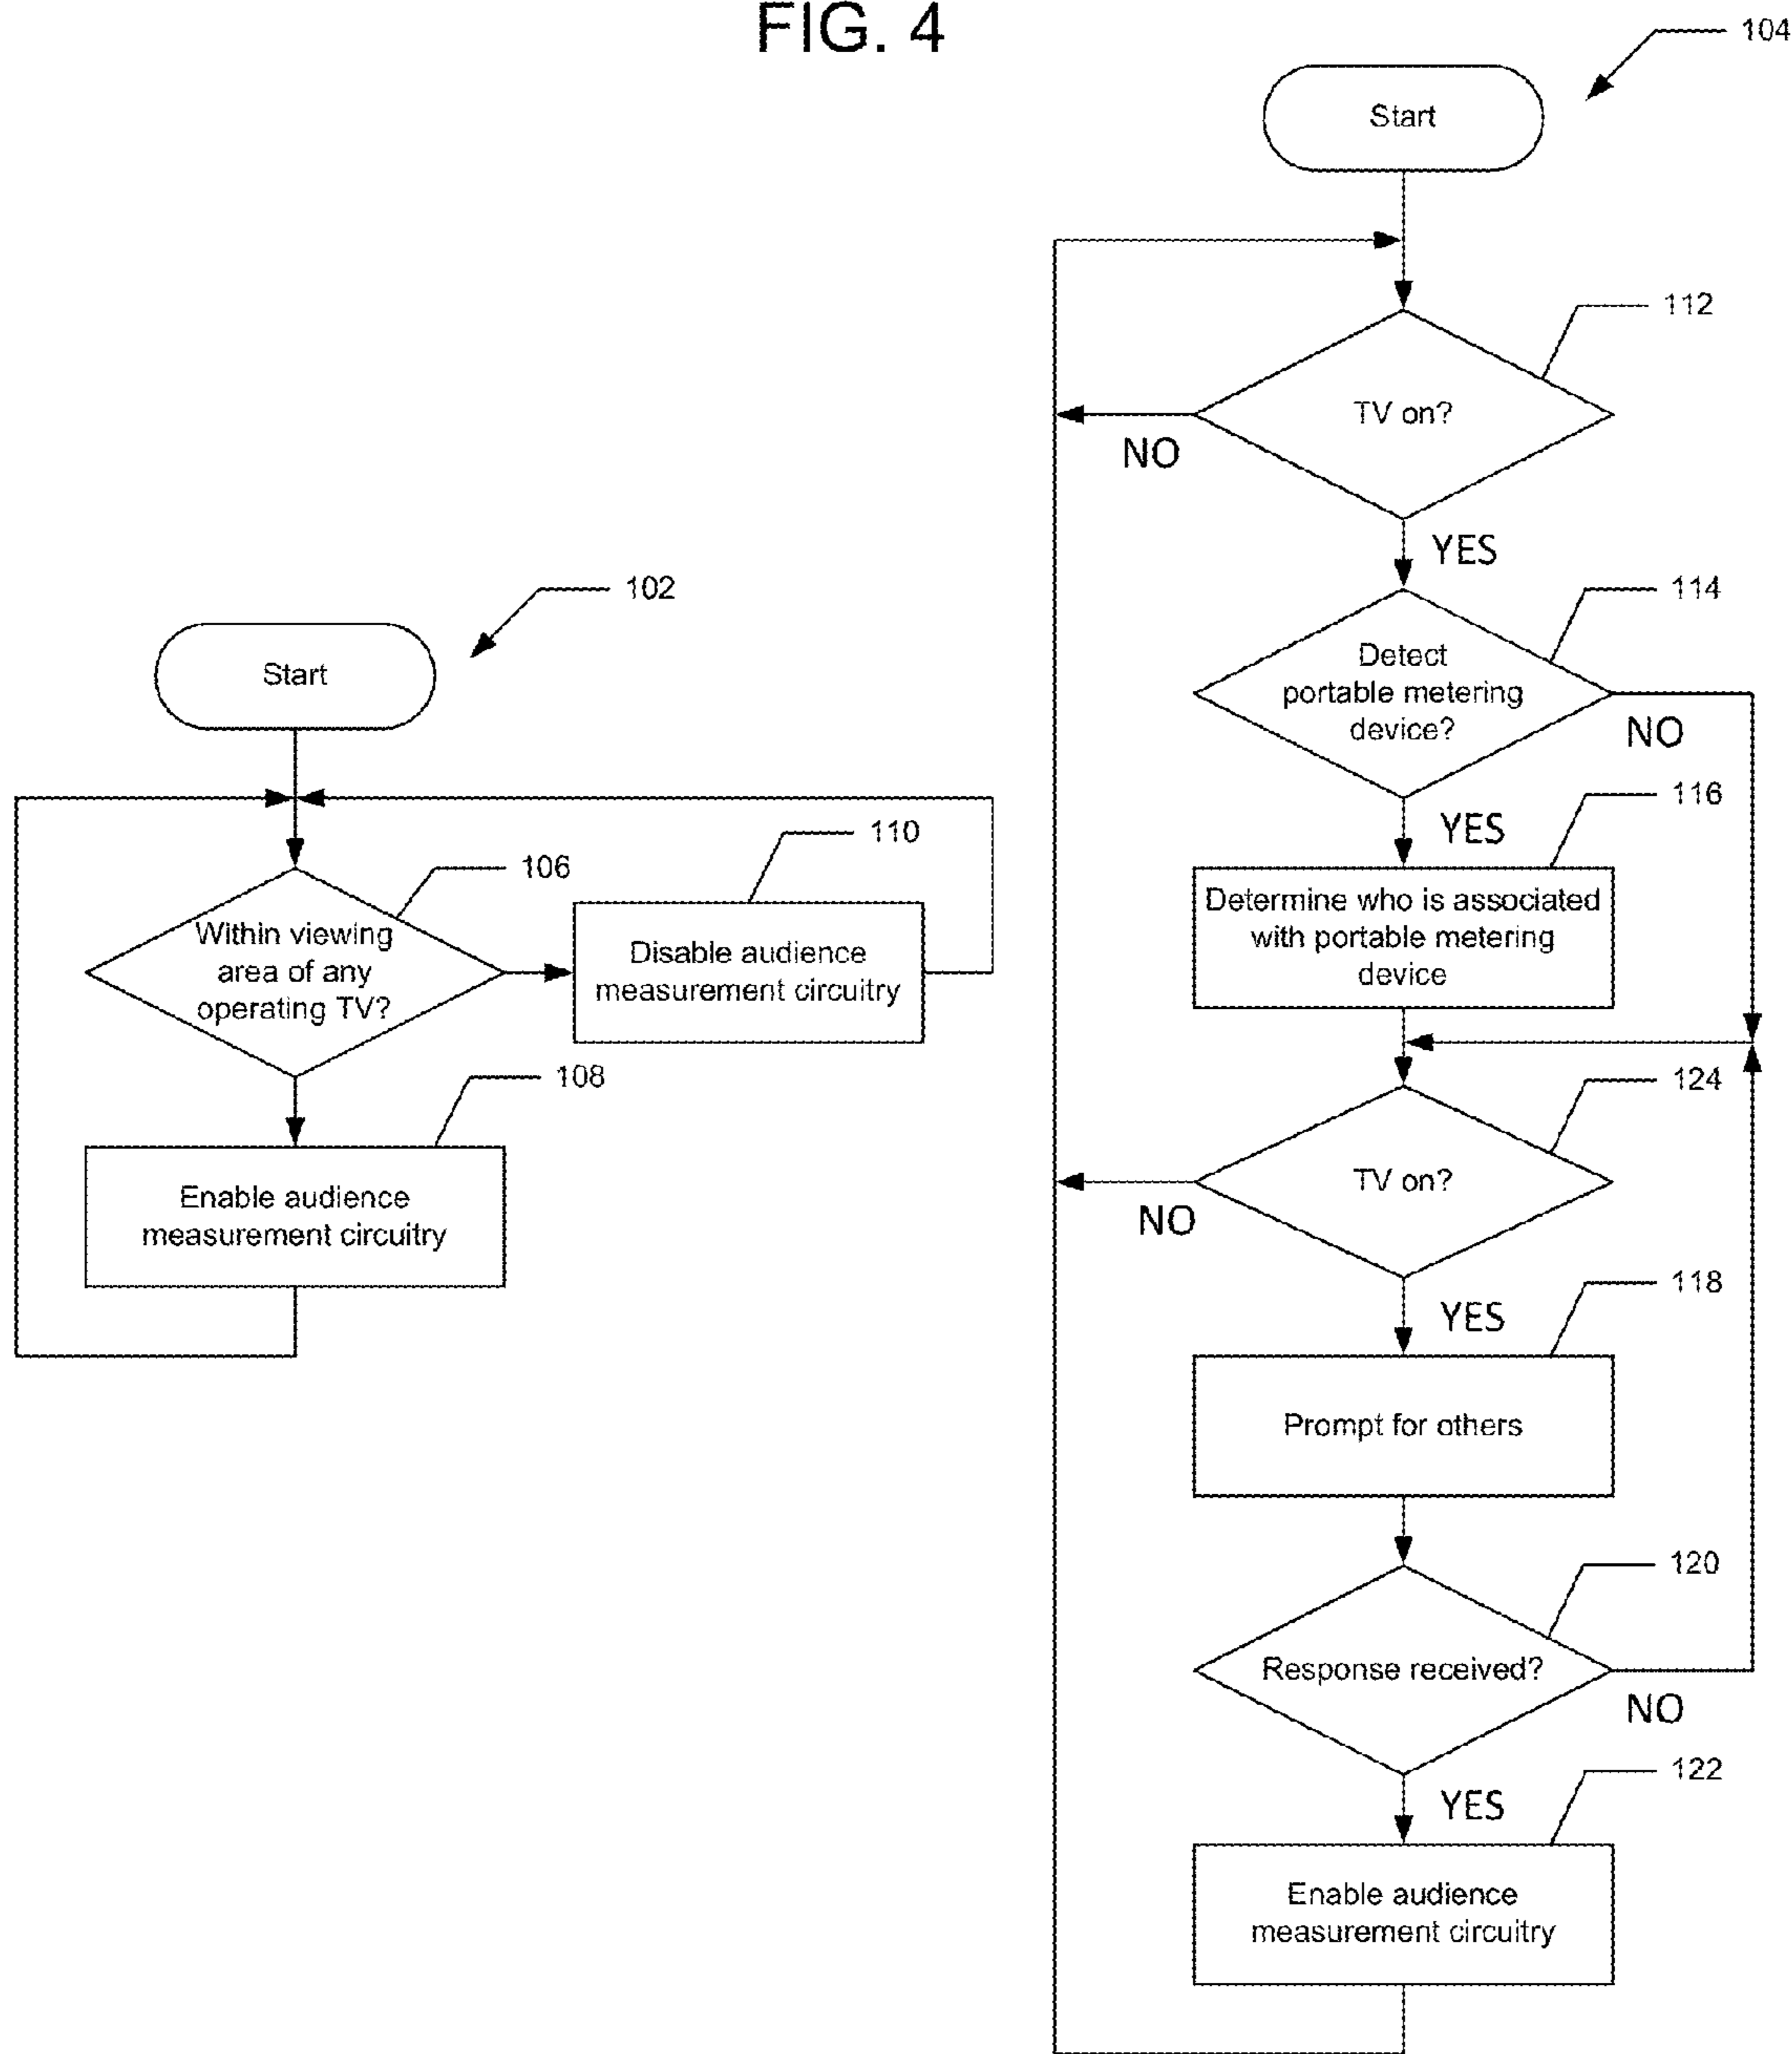 FIG. 4
102
Start
106
Within viewing
area of any
operating TV?
110
Disable audience
measurement circuitry
108
Enable audience
measurement circuitry
104
Start
112
TV on?
NO
YES
114
Detect
portable metering
device?
NO
YES
116
Determine who is associated
with portable metering
device
124
TV on?
NO
YES
118
Prompt for others
120
Response received?
NO
YES
122
Enable audience
measurement circuitry